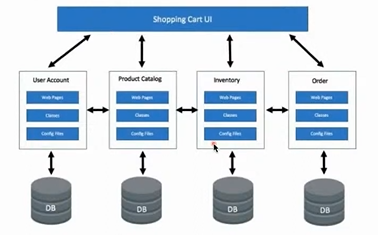 Shopping Cart UI
User Account
Product Catalog
Inventory
Order
Web Pages
Web Pages
Web Pages
Web Pages
Classes
Classes
Classes
Classes
Config Files
Config Files
Config Files
Config Files
DB
DB
DB
DB